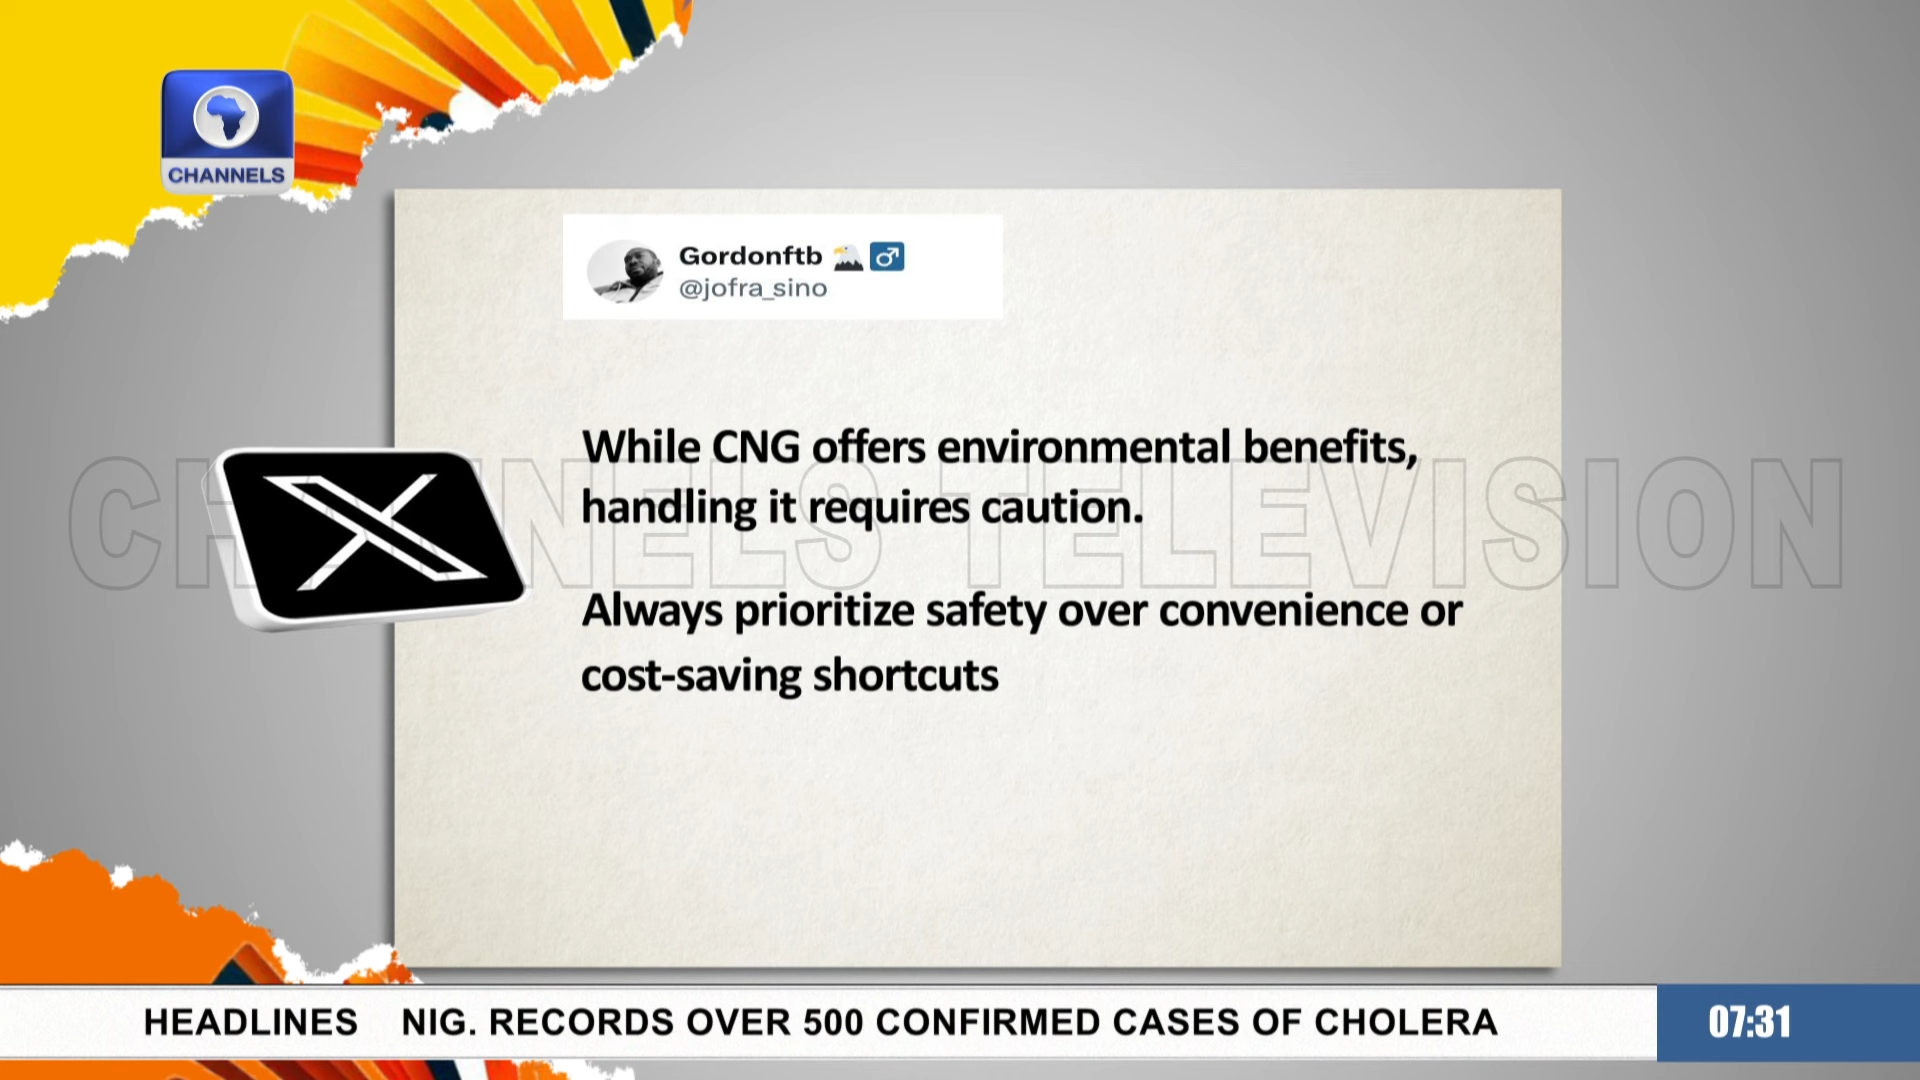 CHANNELS
Gordonftb
@jofra_sino
While CNG offers environmental benefits,
handling it requires caution.
CHANNELS TELEVISION
Always prioritize safety over convenience or
cost-saving shortcuts
HEADLINES NIG. RECORDS OVER 500 CONFIRMED CASES OF CHOLERA
07:31